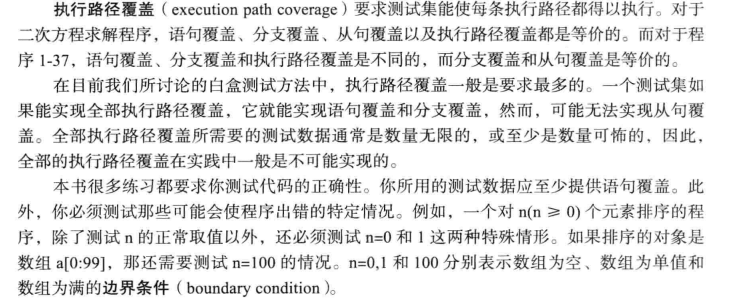 执行路径覆盖（execution path coverage）要求测试集能使每条执行路径都得以执行。对于
二次方程求解程序，语句覆盖、分支覆盖、从句覆盖以及执行路径覆盖都是等价的。而对于程
序 1-37，语句覆盖、分支覆盖和执行路径覆盖是不同的，而分支覆盖和从句覆盖是等价的。
在目前我们所讨论的白盒测试方法中，执行路径覆盖一般是要求最多的。一个测试集如
果能实现全部执行路径覆盖，它就能实现语句覆盖和分支覆盖，然而，可能无法实现从句覆
盖。全部执行路径覆盖所需要的测试数据通常是数量无限的，或至少是数量可怖的，因此，
全部的执行路径覆盖在实践中一般是不可能实现的。
本书很多练习都要求你测试代码的正确性。你所用的测试数据应至少提供语句覆盖。此
外，你必须测试那些可能会使程序出错的特定情况。例如，一个对 n(n ≥ 0) 个元素排序的程
序，除了测试 n 的正常取值以外，还必须测试 n=0 和 1 这两种特殊情形。如果排序的对象是
数组 a[0:99]，那还需要测试 n=100 的情况。n=0,1 和 100 分别表示数组为空、数组为单值和
数组为满的边界条件（boundary condition）。